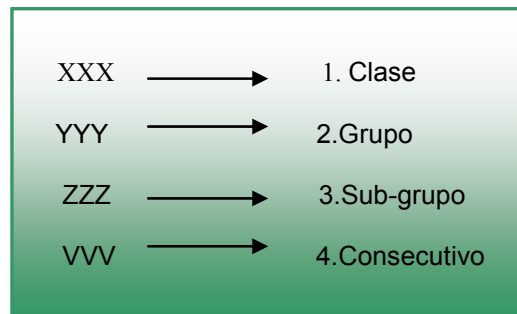 XXX 1. Clase
YYY 2.Grupo
ZZZ 3.Sub-grupo
VVV 4.Consecutivo